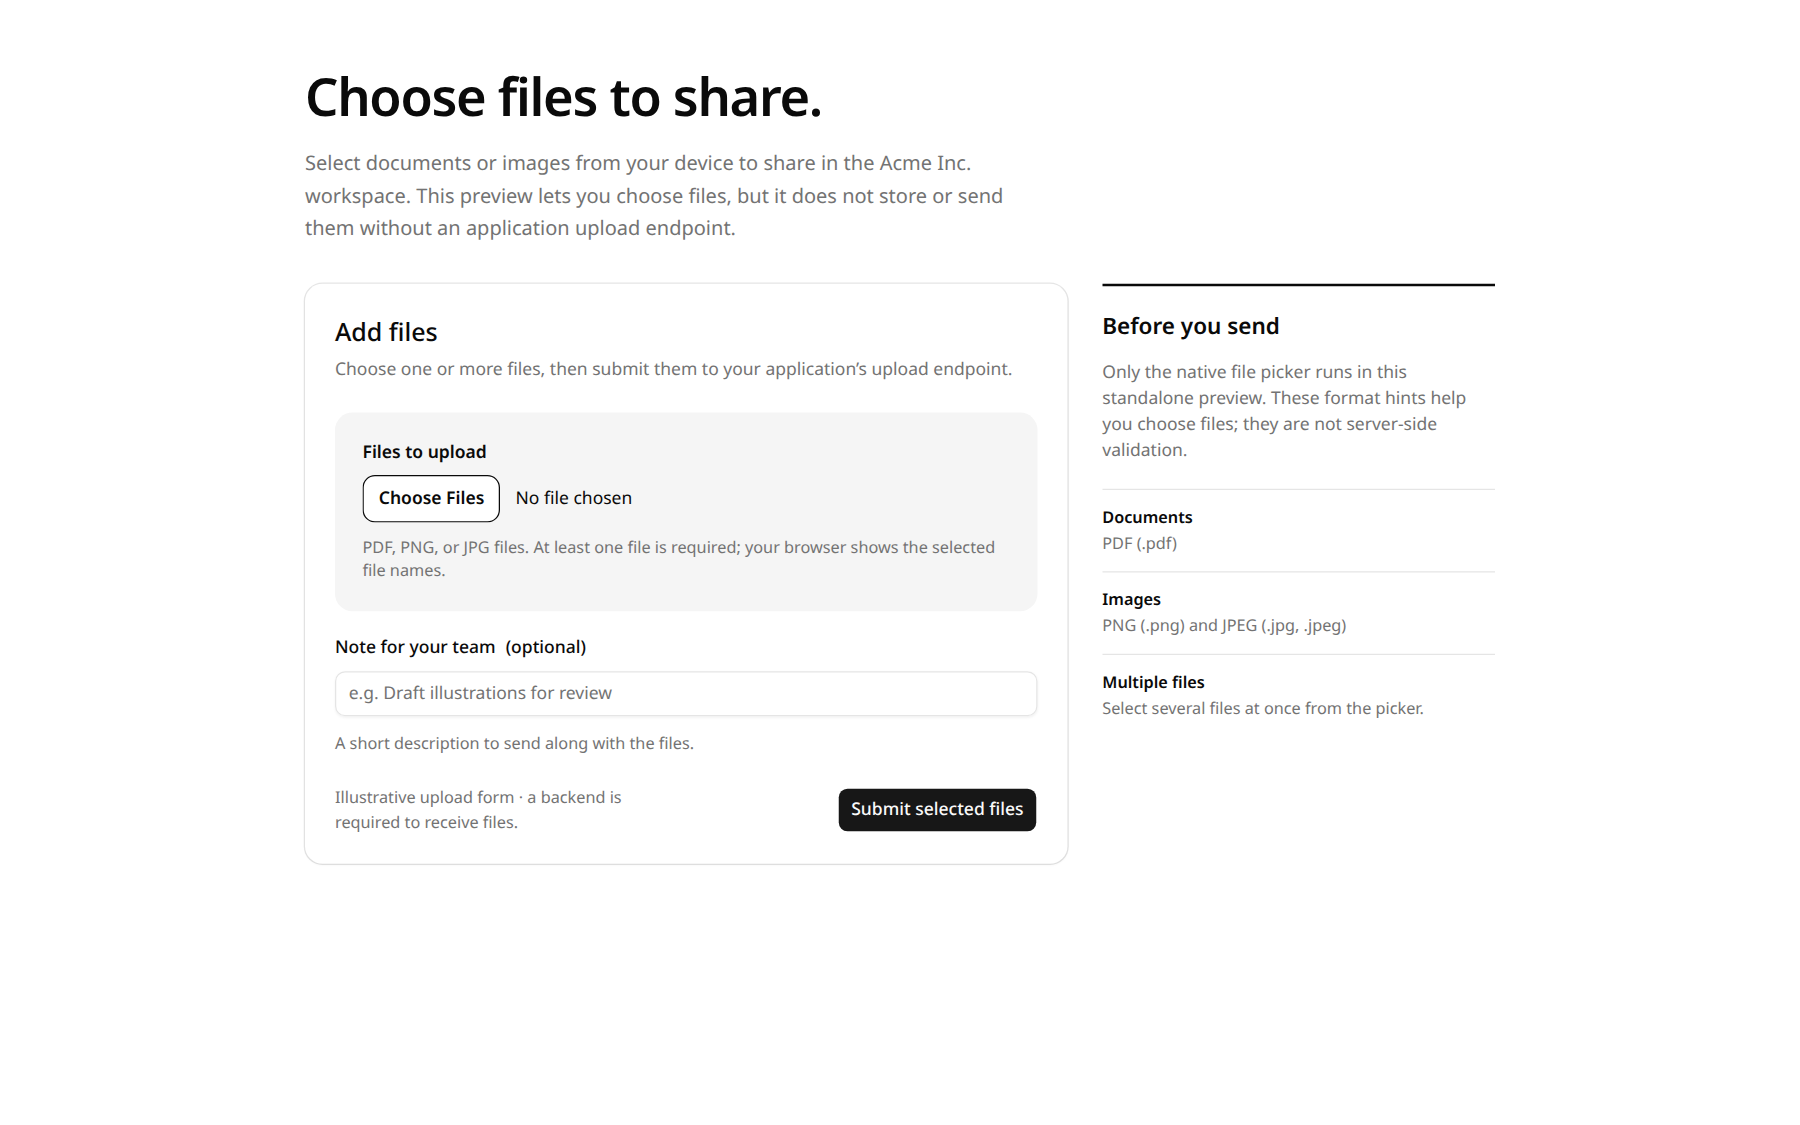 Choose files to share.
Select documents or images from your device to share in the Acme Inc.
workspace. This preview lets you choose files, but it does not store or send
them without an application upload endpoint.
Add files
Choose one or more files, then submit them to your application’s upload endpoint.
Files to upload
Choose Files No file chosen
PDF, PNG, or JPG files. At least one file is required; your browser shows the selected
file names.
Note for your team (optional)
e.g. Draft illustrations for review
A short description to send along with the files.
Illustrative upload form · a backend is
required to receive files.
Submit selected files
Before you send
Only the native file picker runs in this
standalone preview. These format hints help
you choose files; they are not server-side
validation.
Documents
PDF (.pdf)
Images
PNG (.png) and JPEG (.jpg, .jpeg)
Multiple files
Select several files at once from the picker.